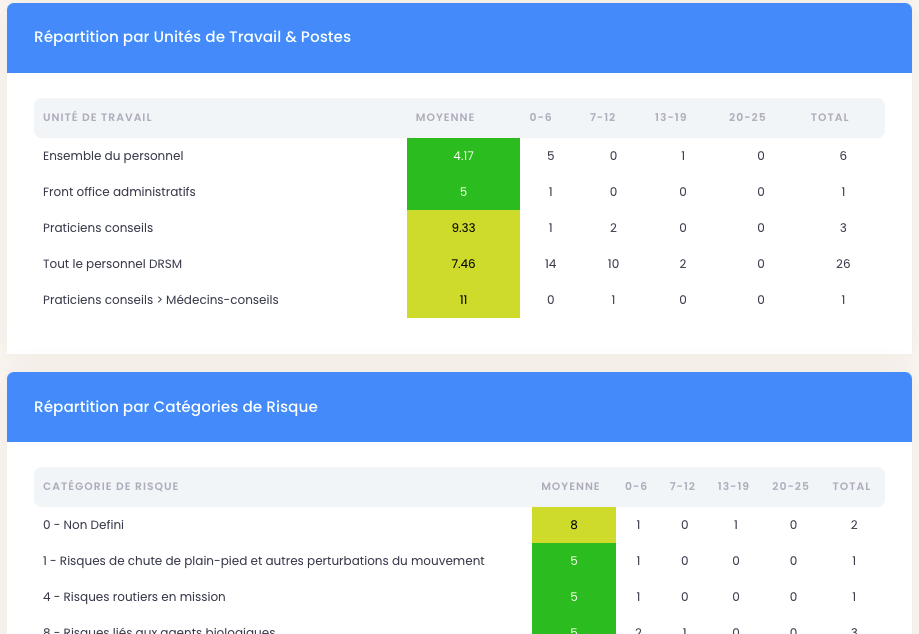 Répartition par Unités de Travail & Postes
UNITÉ DE TRAVAIL MOYENNE 0-6 7-12 13-19 20-25 TOTAL
Ensemble du personnel 4.17 5 0 1 0 6
Front office administratifs 5 1 0 0 0 1
Praticiens conseils 9.33 1 2 0 0 3
Tout le personnel DRSM 7.46 14 10 2 0 26
Praticiens conseils > Médecins-conseils 11 0 1 0 0 1
Répartition par Catégories de Risque
CATÉGORIE DE RISQUE MOYENNE 0-6 7-12 13-19 20-25 TOTAL
0 - Non Defini 8 1 0 1 0 2
1 - Risques de chute de plain-pied et autres perturbations du mouvement 5 1 0 0 0 1
4 - Risques routiers en mission 5 1 0 0 0 1
8 - Risques liés aux agents biologiques 5 2 1 0 0 3